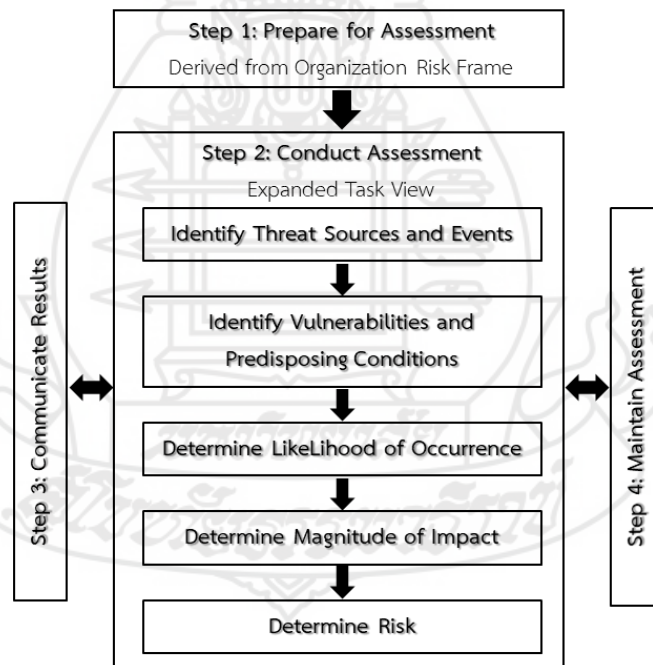 Step 1: Prepare for Assessment
Derived from Organization Risk Frame
Step 2: Conduct Assessment
Expanded Task View
Identify Threat Sources and Events
Identify Vulnerabilities and
Predisposing Conditions
Determine LikeLihood of Occurrence
Determine Magnitude of Impact
Determine Risk
Step 3: Communicate Results
Step 4: Maintain Assessment